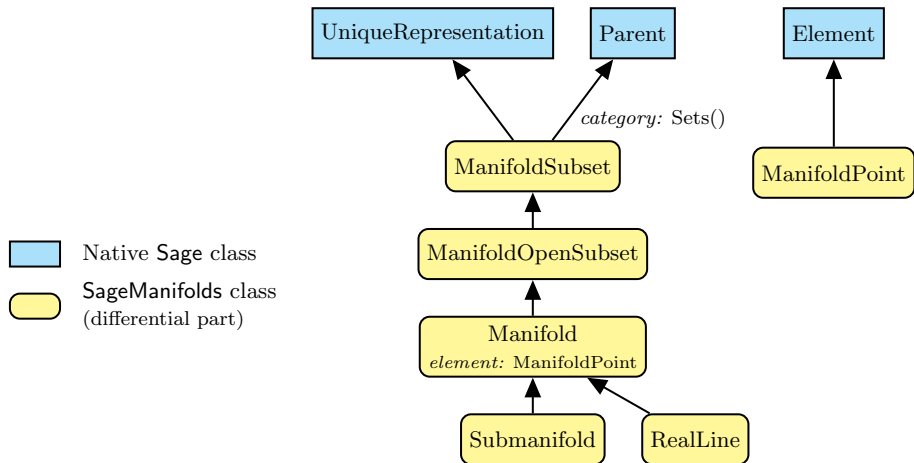 UniqueRepresentation
Parent
Element
category: Sets()
ManifoldSubset
ManifoldPoint
ManifoldOpenSubset
Native Sage class
SageManifolds class
(differential part)
Manifold
element: ManifoldPoint
Submanifold
RealLine